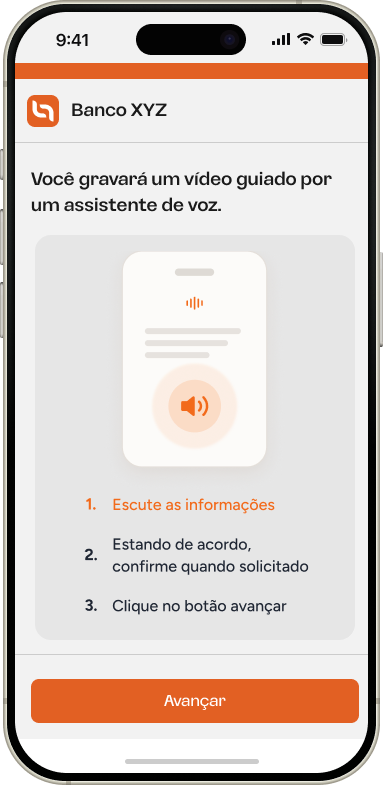 9:41
Banco XYZ
Você gravará um vídeo guiado por
um assistente de voz.
1. Escute as informações
2. Estando de acordo,
confirme quando solicitado
3. Clique no botão avançar
Avançar